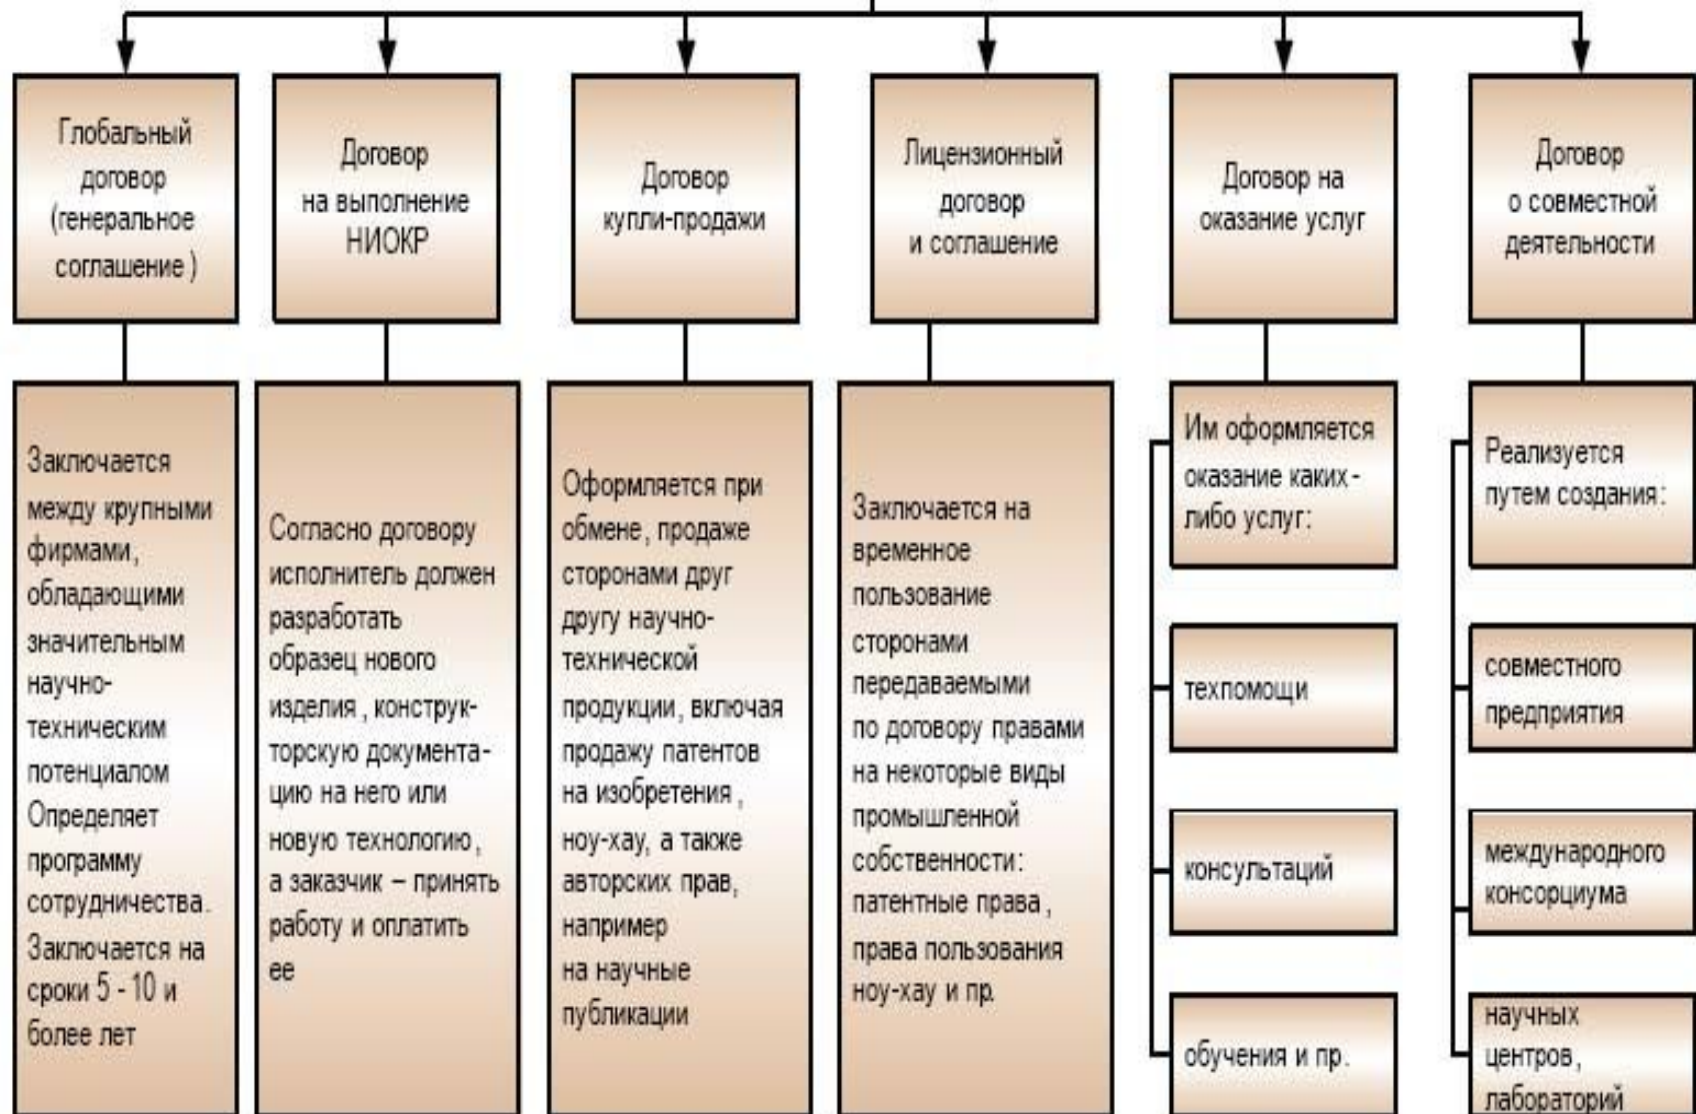 Глобальный
договор
(генеральное
соглашение )
Договор
на выполнение
НИОКР
Договор
купли-продажи
Лицензионный
договор
и соглашение
Договор на
оказание услуг
Договор
о совместной
деятельности
Заключается
между крупными
фирмами,
обладающими
значительным
научно-
техническим
потенциалом
Определяет
программу
сотрудничества.
Заключается на
сроки 5 - 10 и
более лет
Согласно договору
исполнитель должен
разработать
образец нового
изделия , конструк-
торскую документа-
цию на него или
новую технологию,
а заказчик – принять
работу и оплатить
ее
Оформляется при
обмене, продаже
сторонами друг
другу научно-
технической
продукции, включая
продажу патентов
на изобретения ,
ноу-хау, а также
авторских прав,
например
на научные
публикации
Заключается на
временное
пользование
сторонами
передаваемыми
по договору правами
на некоторые виды
промышленной
собственности:
патентные права ,
права пользования
ноу-хау и пр.
Им оформляется
оказание каких -
либо услуг:
техпомощи
консультаций
обучения и пр.
Реализуется
путем создания:
совместного
предприятия
международного
консорциума
научных
центров,
лабораторий